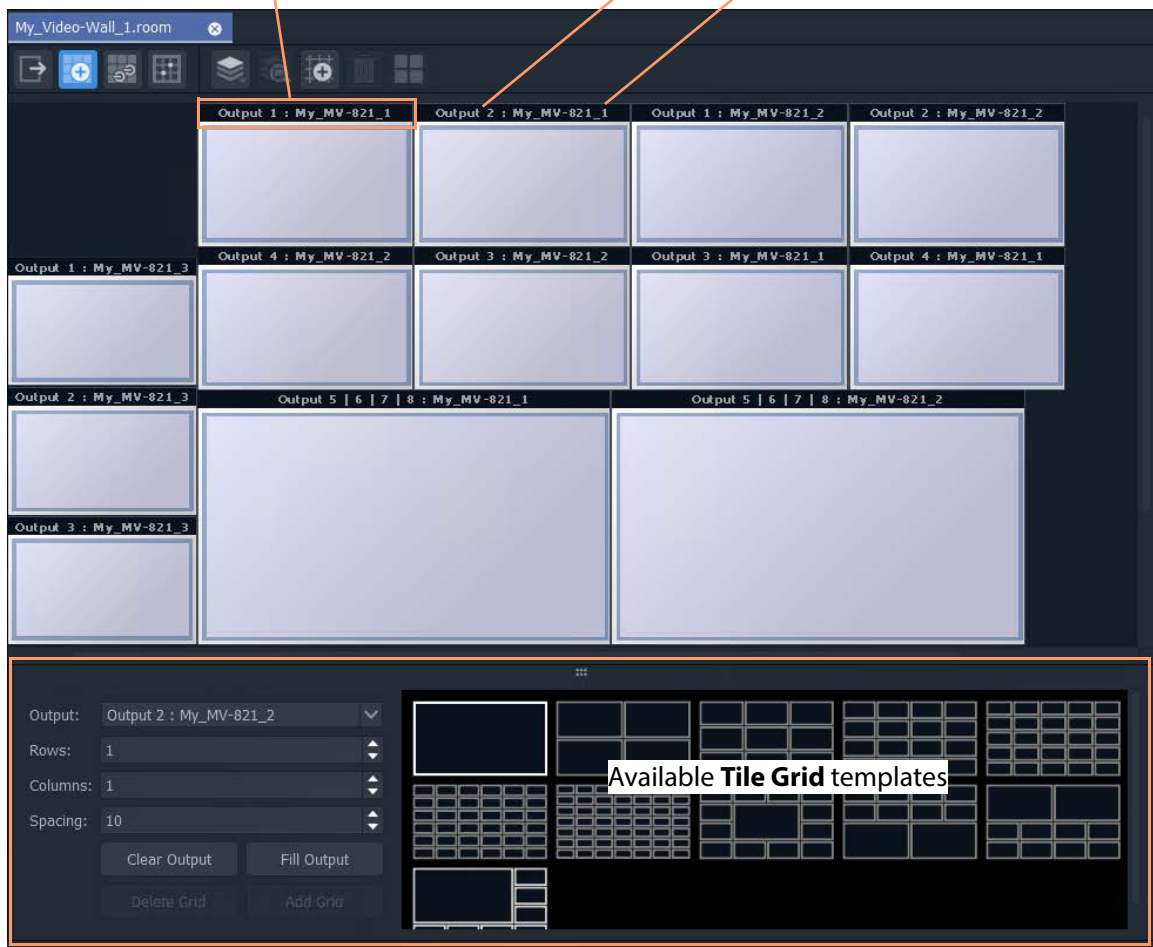 My_Video-Wall_1.room
Output 1 : My_MV-821_1
Output 2 : My_MV-821_1
Output 1 : My_MV-821_2
Output 2 : My_MV-821_2
Output 4 : My_MV-821_2
Output 3 : My_MV-821_2
Output 3 : My_MV-821_1
Output 4 : My_MV-821_1
Output 1 : My_MV-821_3
Output 2 : My_MV-821_3
Output 5 | 6 | 7 | 8 : My_MV-821_1
Output 5 | 6 | 7 | 8 : My_MV-821_2
Output 3 : My_MV-821_3
Output: Output 2 : My_MV-821_2
Rows: 1
Columns: 1
Spacing: 10
Clear Output Fill Output
Delete Grid Add Grid
Available Tile Grid templates